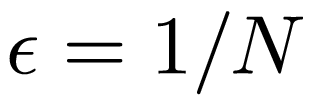 ϵ = 1/N